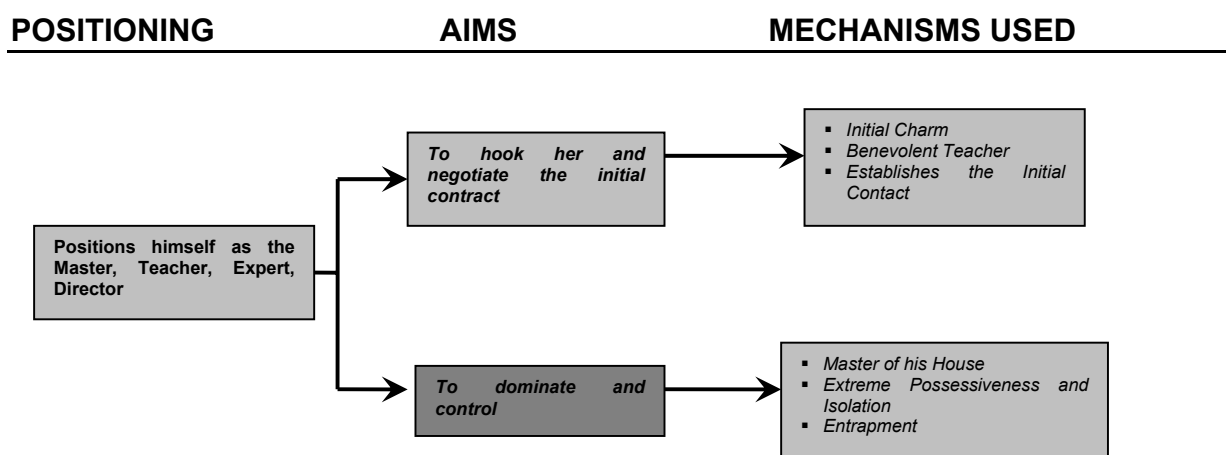 POSITIONING AIMS MECHANISMS USED
Positions himself as the
Master, Teacher, Expert,
Director
To hook her and
negotiate the initial
contract
▪ Initial Charm
▪ Benevolent Teacher
▪ Establishes the Initial
Contact
To dominate and
control
▪ Master of his House
▪ Extreme Possessiveness and
Isolation
▪ Entrapment